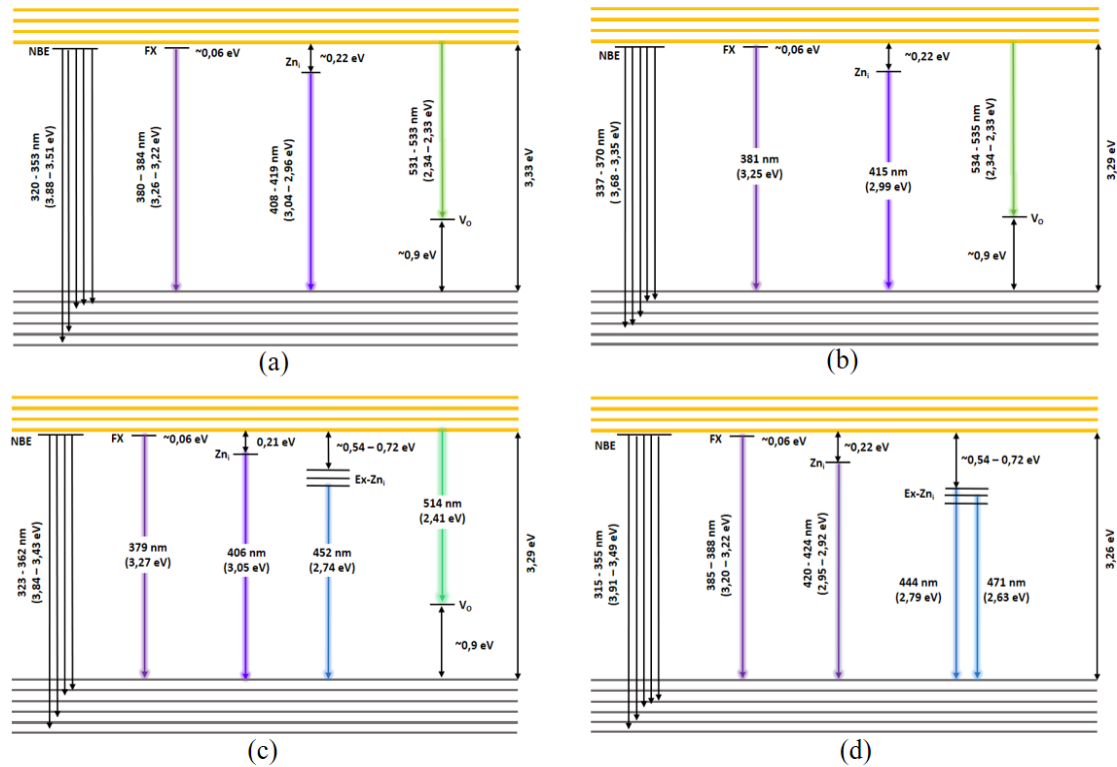 NBE
FX
~0,06 eV
Zni
~0,22 eV
320 - 353 nm
(3.88 – 3.51 eV)
380 – 384 nm
(3,26 – 3,22 eV)
408 - 419 nm
(3,04 – 2,96 eV)
531 - 533 nm
(2,34 – 2,33 eV)
VO
~0,9 eV
3,33 eV
(a)
NBE
FX
~0,06 eV
Zni
~0,22 eV
337 - 370 nm
( 3,68 - 3,35 eV)
381 nm
(3,25 eV)
415 nm
(2,99 eV)
534 - 535 nm
(2,34 – 2,33 eV)
VO
~0,9 eV
3,29 eV
(b)
NBE
FX
~0,06 eV
0,21 eV
Zni
~0,54 – 0,72 eV
Ex-Zni
323 - 362 nm
(3,84 – 3,43 eV)
379 nm
(3,27 eV)
406 nm
(3,05 eV)
452 nm
(2,74 eV)
514 nm
(2,41 eV)
VO
~0,9 eV
3,29 eV
(c)
NBE
FX
~0,06 eV
Zni
~0,22 eV
~0,54 – 0,72 eV
Ex-Zni
315 - 355 nm
(3,91 – 3,49 eV)
385 – 388 nm
(3,20 – 3,22 eV)
420 - 424 nm
(2,95 – 2,92 eV)
444 nm
(2,79 eV)
471 nm
(2,63 eV)
3,26 eV
(d)